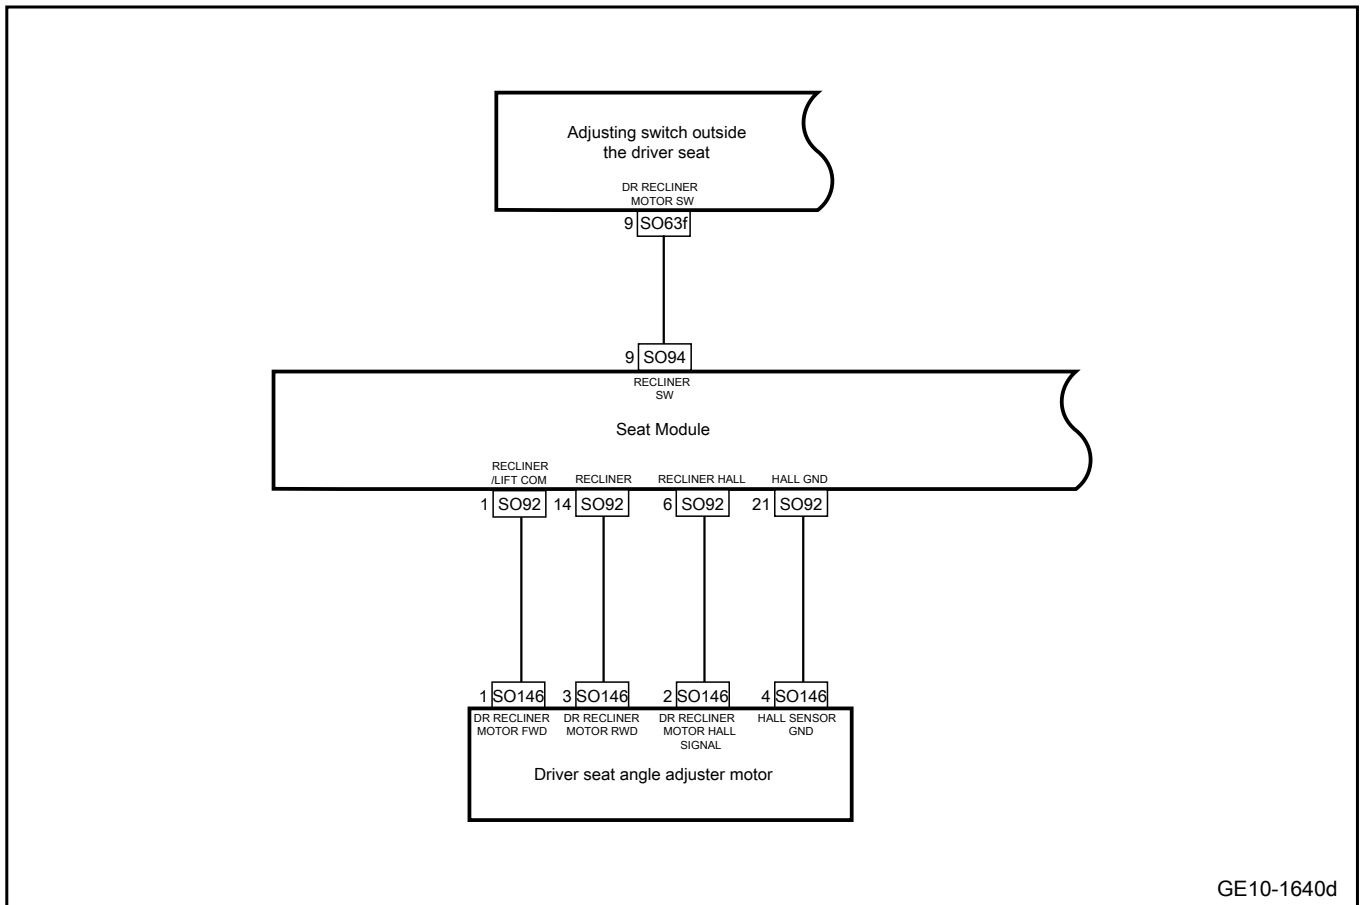 Adjusting switch outside
the driver seat
DR RECLINER
MOTOR SW
9 SO63f
9 SO94
RECLINER
SW
Seat Module
RECLINER
/LIFT COM
RECLINER
RECLINER HALL
HALL GND
1 SO92
14 SO92
6 SO92
21 SO92
1 SO146
3 SO146
2 SO146
4 SO146
DR RECLINER
MOTOR FWD
DR RECLINER
MOTOR RWD
DR RECLINER
MOTOR HALL
SIGNAL
HALL SENSOR
GND
Driver seat angle adjuster motor
GE10-1640d